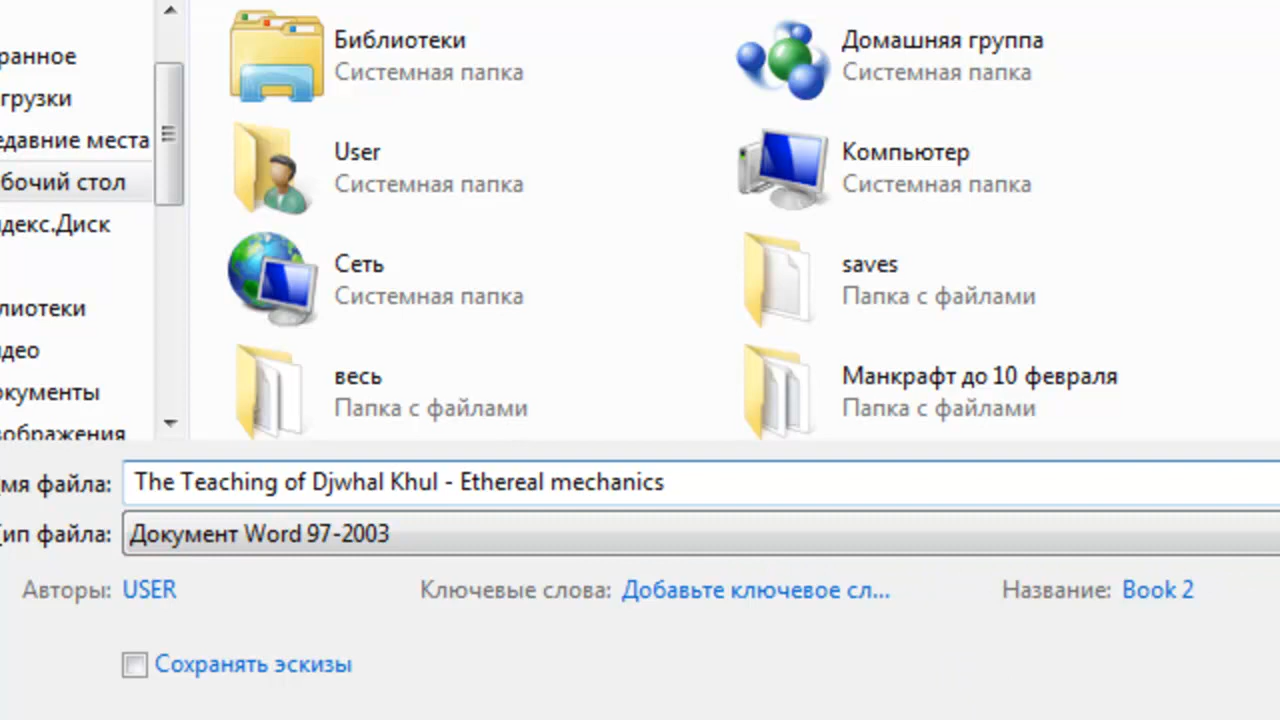 ранное
грузки
едавние места
бочий стол
декс.Диск
лиотеки
део
окументы
зображения
Библиотеки
Системная папка
Домашняя группа
Системная папка
User
Системная папка
Компьютер
Системная папка
Сеть
Системная папка
saves
Папка с файлами
весь
Папка с файлами
Манкрафт до 10 февраля
Папка с файлами
мя файла: The Teaching of Djwhal Khul - Ethereal mechanics
Тип файла: Документ Word 97-2003
Авторы: USER Ключевые слова: Добавьте ключевое сл... Название: Book 2
Сохранять эскизы